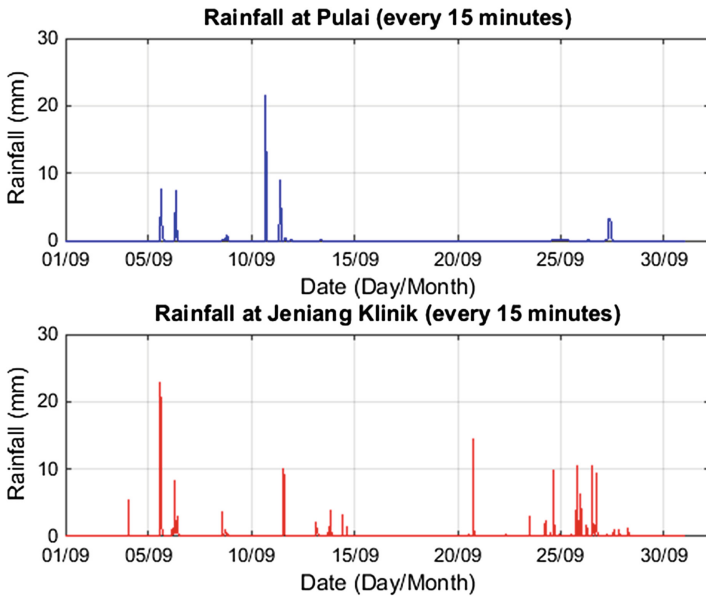 Rainfall at Pulai (every 15 minutes)
30
20
10
0
Rainfall (mm)
01/09 05/09 10/09 15/09 20/09 25/09 30/09
Date (Day/Month)
Rainfall at Jeniang Klinik (every 15 minutes)
30
20
10
0
Rainfall (mm)
01/09 05/09 10/09 15/09 20/09 25/09 30/09
Date (Day/Month)